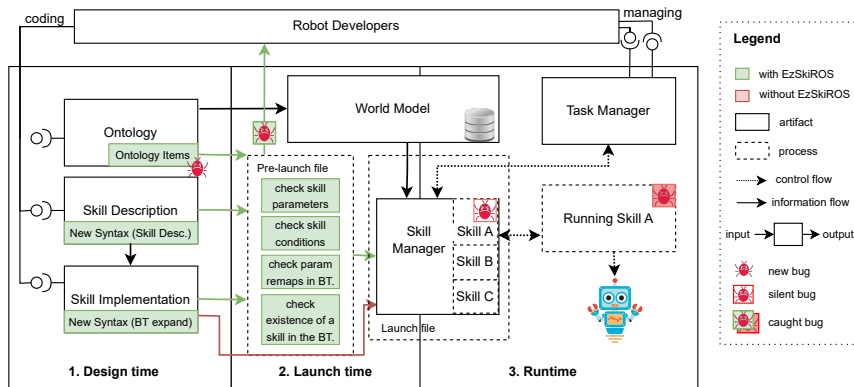 coding
Robot Developers
managing
Ontology
Ontology Items
Skill Description
New Syntax (Skill Desc.)
Skill Implementation
New Syntax (BT expand)
1. Design time
World Model
Pre-launch file
check skill
parameters
check skill
conditions
check param
remaps in BT.
check
existence of a
skill in the BT.
2. Launch time
Skill
Manager
Skill A
Skill B
Skill C
Launch file
Task Manager
Running Skill A
3. Runtime
Legend
with EzSkiROS
without EzSkiROS
artifact
process
control flow
information flow
input
output
new bug
silent bug
caught bug